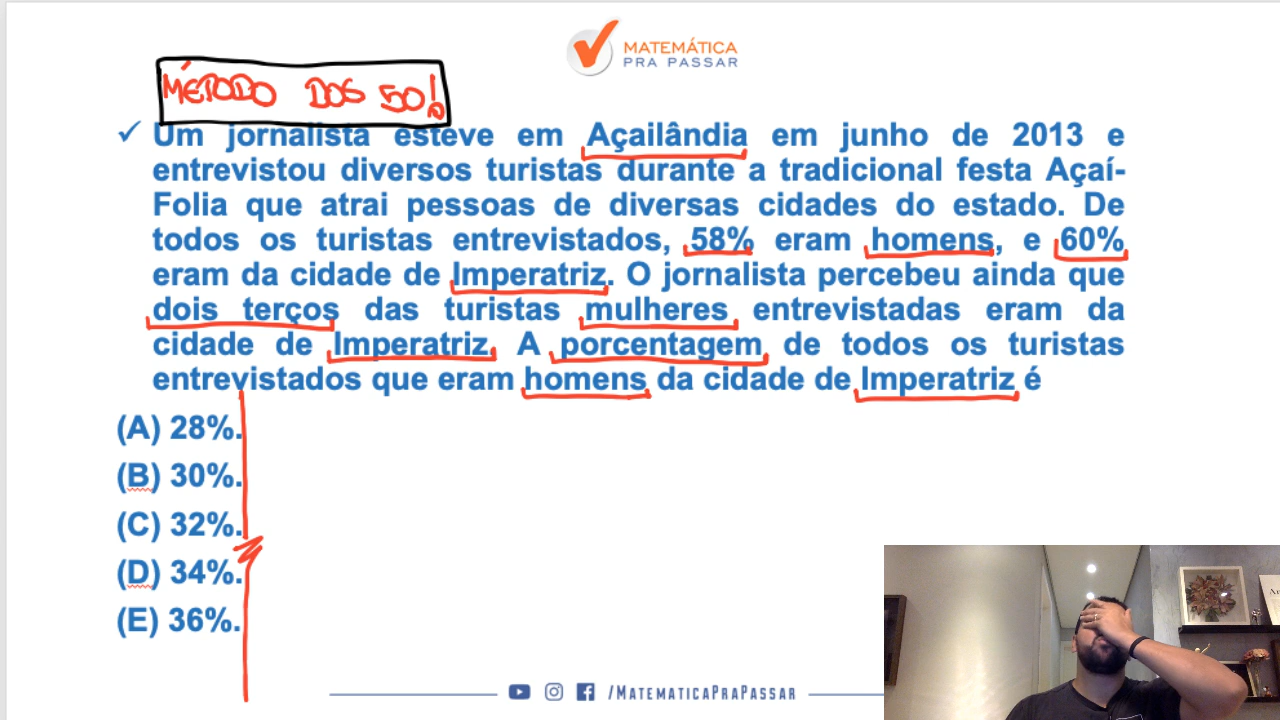 MATEMÁTICA
PRA PASSAR
MÉTODO DOS 50!
Um jornalista esteve em Açailândia em junho de 2013 e
entrevistou diversos turistas durante a tradicional festa Açaí-
Folia que atrai pessoas de diversas cidades do estado. De
todos os turistas entrevistados, 58% eram homens, e 60%
eram da cidade de Imperatriz. O jornalista percebeu ainda que
dois terços das turistas mulheres entrevistadas eram da
cidade de Imperatriz. A porcentagem de todos os turistas
entrevistados que eram homens da cidade de Imperatriz é
(A) 28%.
(B) 30%.
(C) 32%.
(D) 34%.
(E) 36%.
/MATEMATICAPRAPASSAR